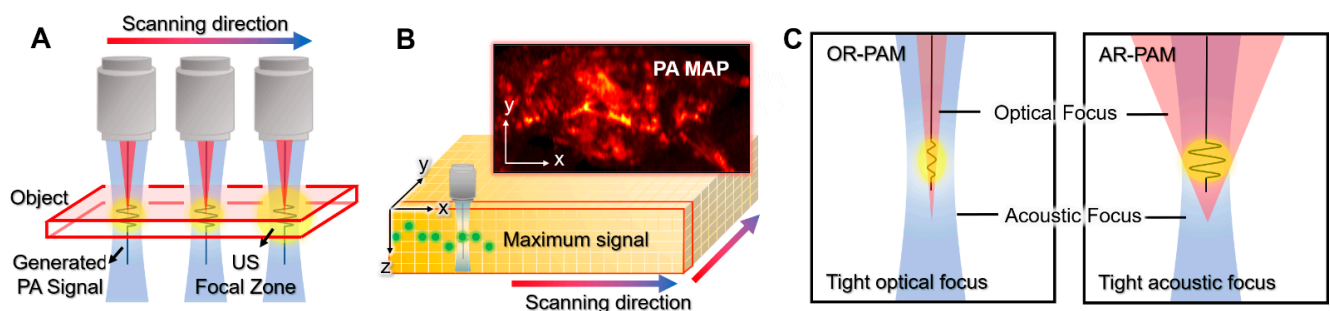 A
Scanning direction
Object
Generated
PA Signal
US
Focal Zone
B
PA MAP
y
x
y
x
z
Maximum signal
Scanning direction
C
OR-PAM
AR-PAM
Optical Focus
Acoustic Focus
Tight optical focus
Tight acoustic focus